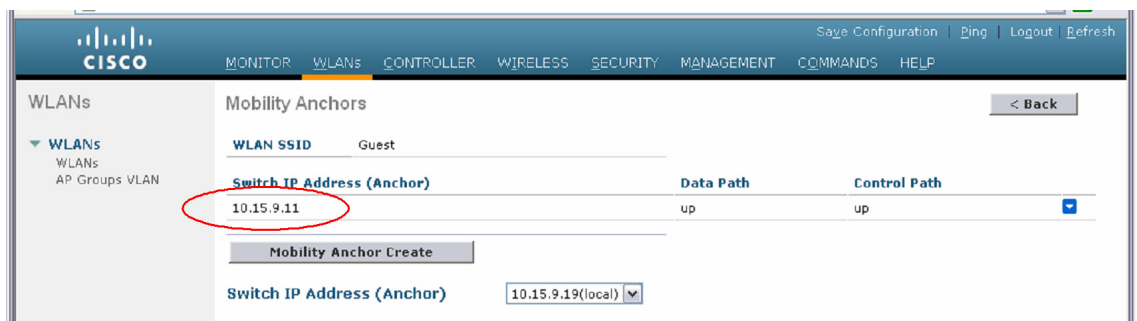 Save Configuration | Ping | Logout | Refresh
CISCO
MONITOR WLANs CONTROLLER WIRELESS SECURITY MANAGEMENT COMMANDS HELP
WLANs
Mobility Anchors
< Back
WLANs
WLANs
AP Groups VLAN
WLAN SSID Guest
Switch IP Address (Anchor) Data Path Control Path
10.15.9.11 up up
Mobility Anchor Create
Switch IP Address (Anchor) 10.15.9.19(local)